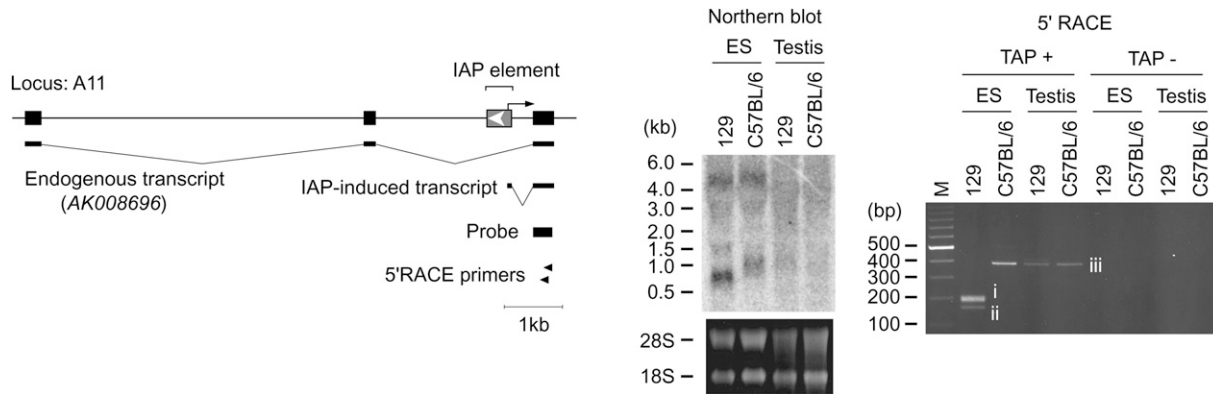 Locus: A11
IAP element
Endogenous transcript
(AK008696)
IAP-induced transcript
Probe
5'RACE primers
1kb
Northern blot
ES Testis
129 C57BL/6 129 C57BL/6
(kb)
6.0
4.0
3.0
2.0
1.5
1.0
0.5
28S
18S
5' RACE
TAP + TAP -
ES Testis ES Testis
M 129 C57BL/6 129 C57BL/6 129 C57BL/6 129 C57BL/6
(bp)
500
400
300
200
100
i
ii
iii